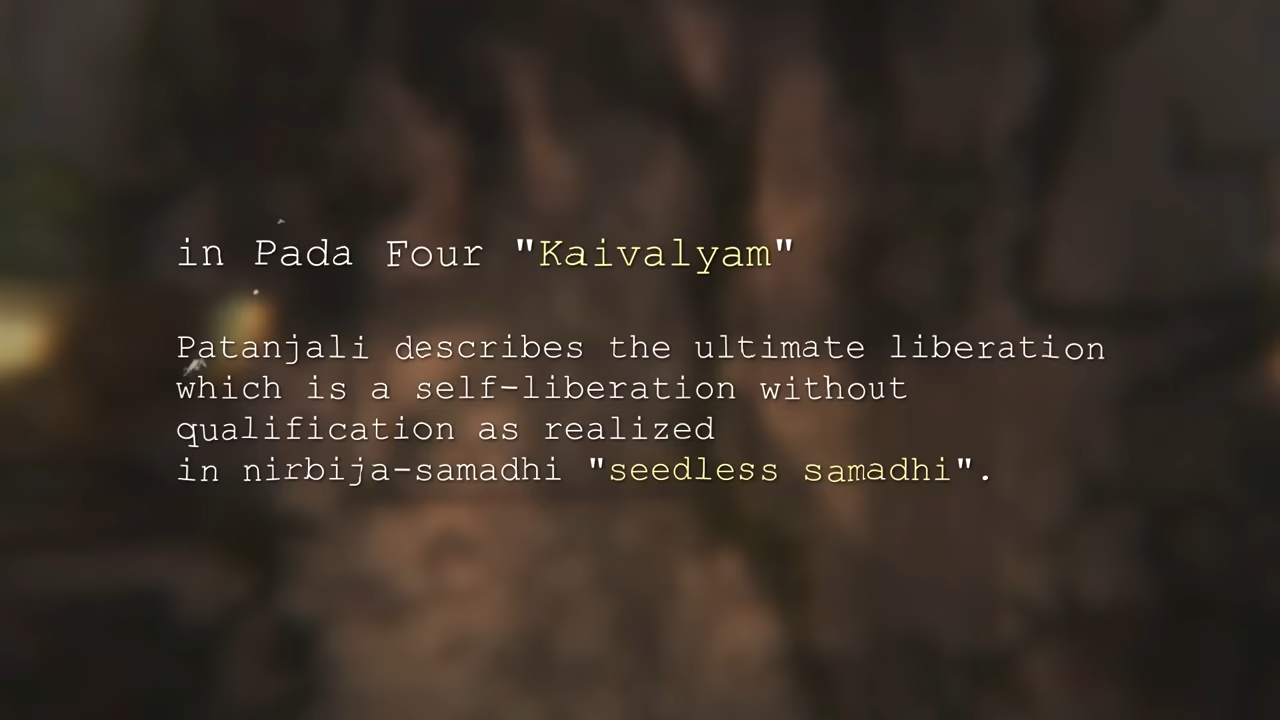 in Pada Four "Kaivalyam"
Patanjali describes the ultimate liberation
which is a self-liberation without
qualification as realized
in nirbija-samadhi "seedless samadhi".